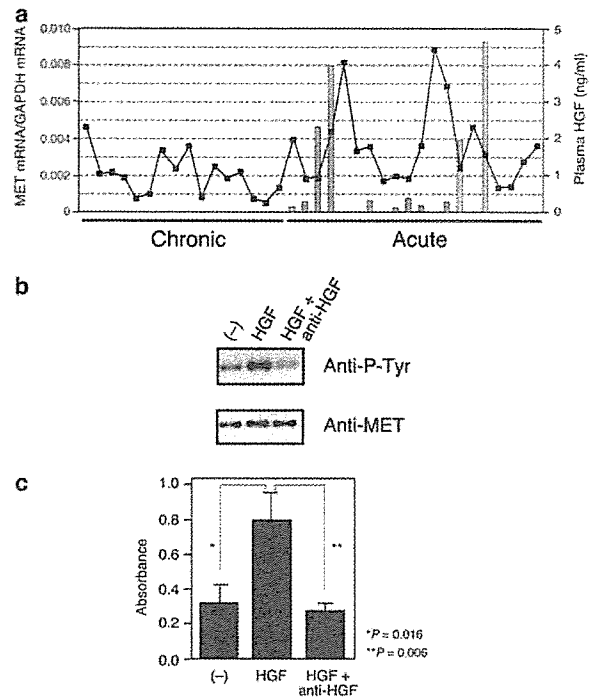 a
MET mRNA/GAPDH mRNA
0.010
0.008
0.006
0.004
0.002
0
5
4
3
2
1
0
Plasma HGF (ng/ml)
Chronic
Acute
b
(–)
HGF
HGF +
anti-HGF
Anti-P-Tyr
Anti-MET
c
Absorbance
1.0
0.8
0.6
0.4
0.2
0.0
*
**
*P = 0.016
**P = 0.006
(–)
HGF
HGF +
anti-HGF